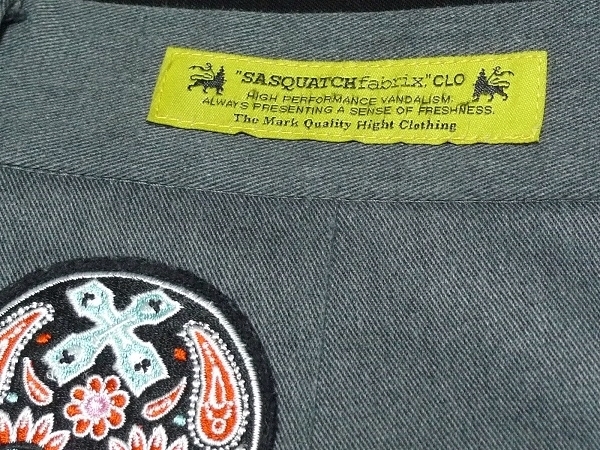 "SASQUATCHfabrix."CLO
HIGH PERFORMANCE VANDALISM.
ALWAYS PRESENTING A SENSE OF FRESHNESS.
The Mark Quality Hight Clothing